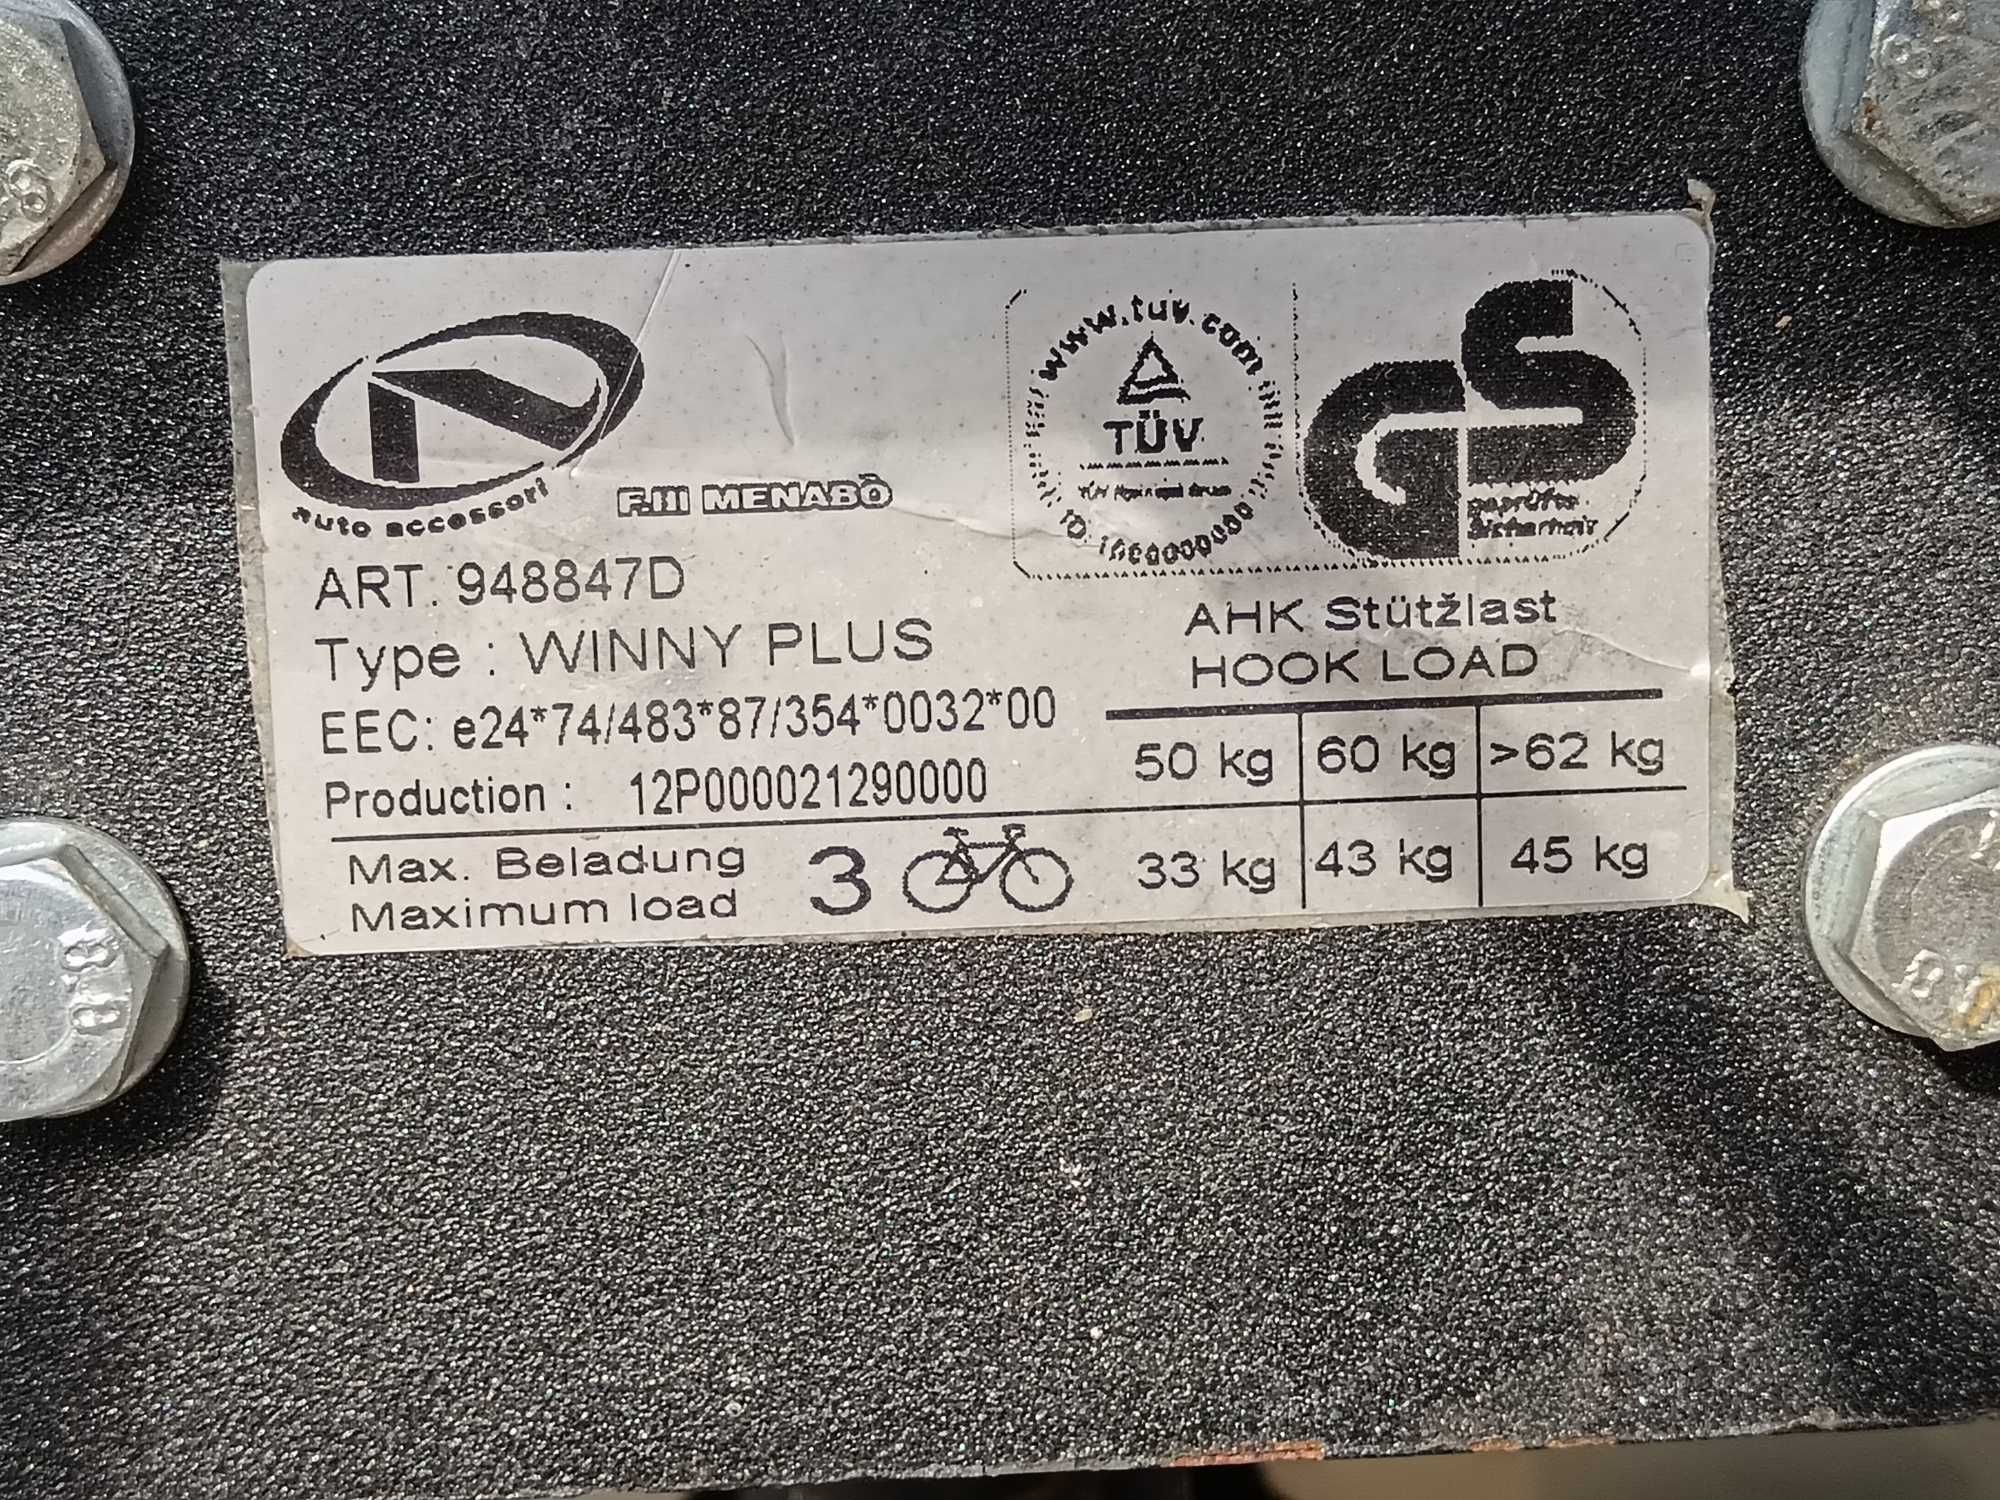 auto accessori
F.lli MENABÒ
www.tuv.com
TÜV
GS
geprüfte
Sicherheit
ART. 948847D
Type : WINNY PLUS
EEC: e24*74/483*87/354*0032*00
Production : 12P000021290000
AHK Stützlast
HOOK LOAD
50 kg 60 kg >62 kg
Max. Beladung
Maximum load
3 33 kg 43 kg 45 kg
8.8